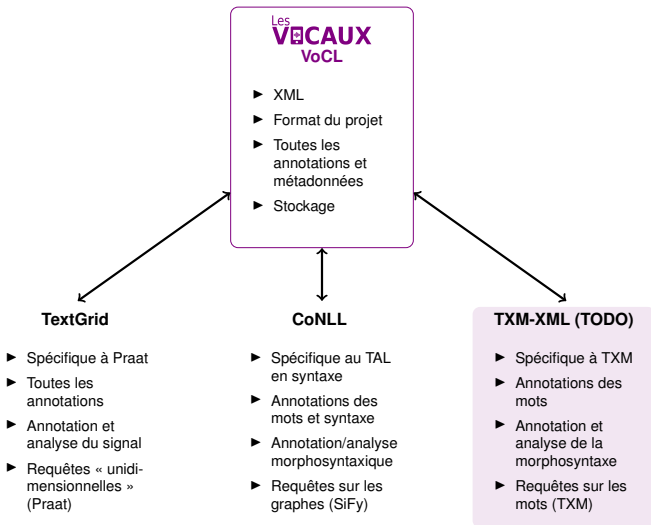 Les
VOCAUX
VoCL
► XML
► Format du projet
► Toutes les
annotations et
métadonnées
► Stockage
TextGrid
► Spécifique à Praat
► Toutes les
annotations
► Annotation et
analyse du signal
► Requêtes « unidi-
mensionnelles »
(Praat)
CoNLL
► Spécifique au TAL
en syntaxe
► Annotations des
mots et syntaxe
► Annotation/analyse
morphosyntaxique
► Requêtes sur les
graphes (SiFy)
TXM-XML (TODO)
► Spécifique à TXM
► Annotations des
mots
► Annotation et
analyse de la
morphosyntaxe
► Requêtes sur les
mots (TXM)